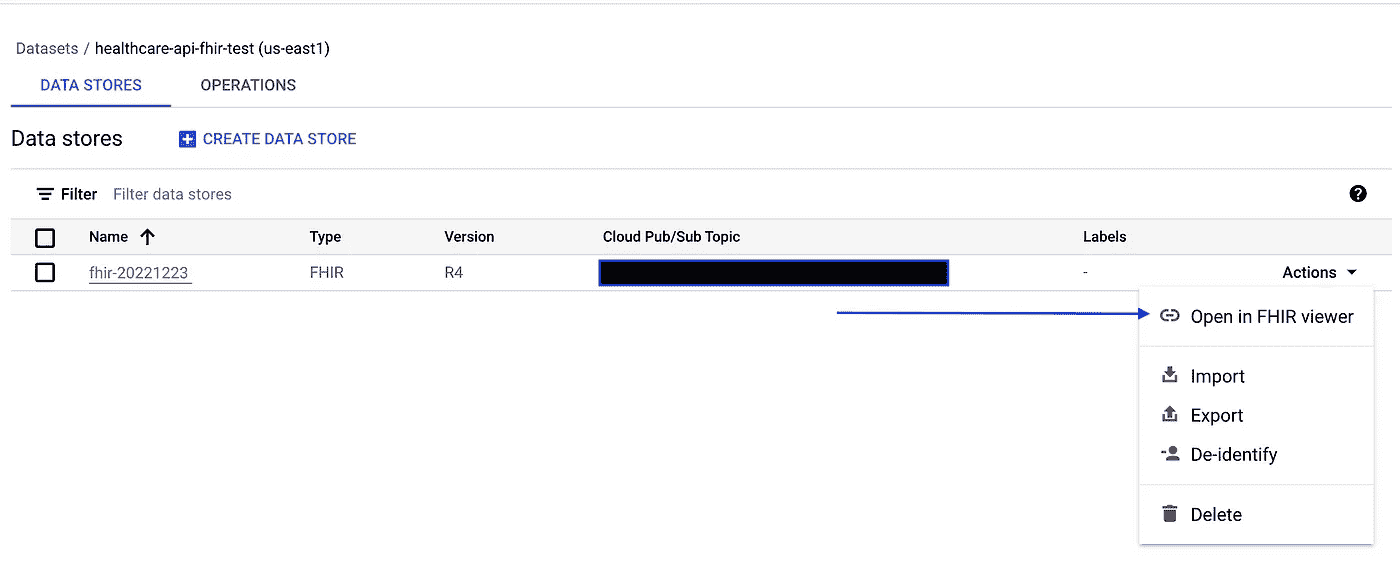 Datasets / healthcare-api-fhir-test (us-east1)
DATA STORES OPERATIONS
Data stores CREATE DATA STORE
Filter Filter data stores
Name Type Version Cloud Pub/Sub Topic Labels
fhir-20221223 FHIR R4 - Actions
Open in FHIR viewer
Import
Export
De-identify
Delete